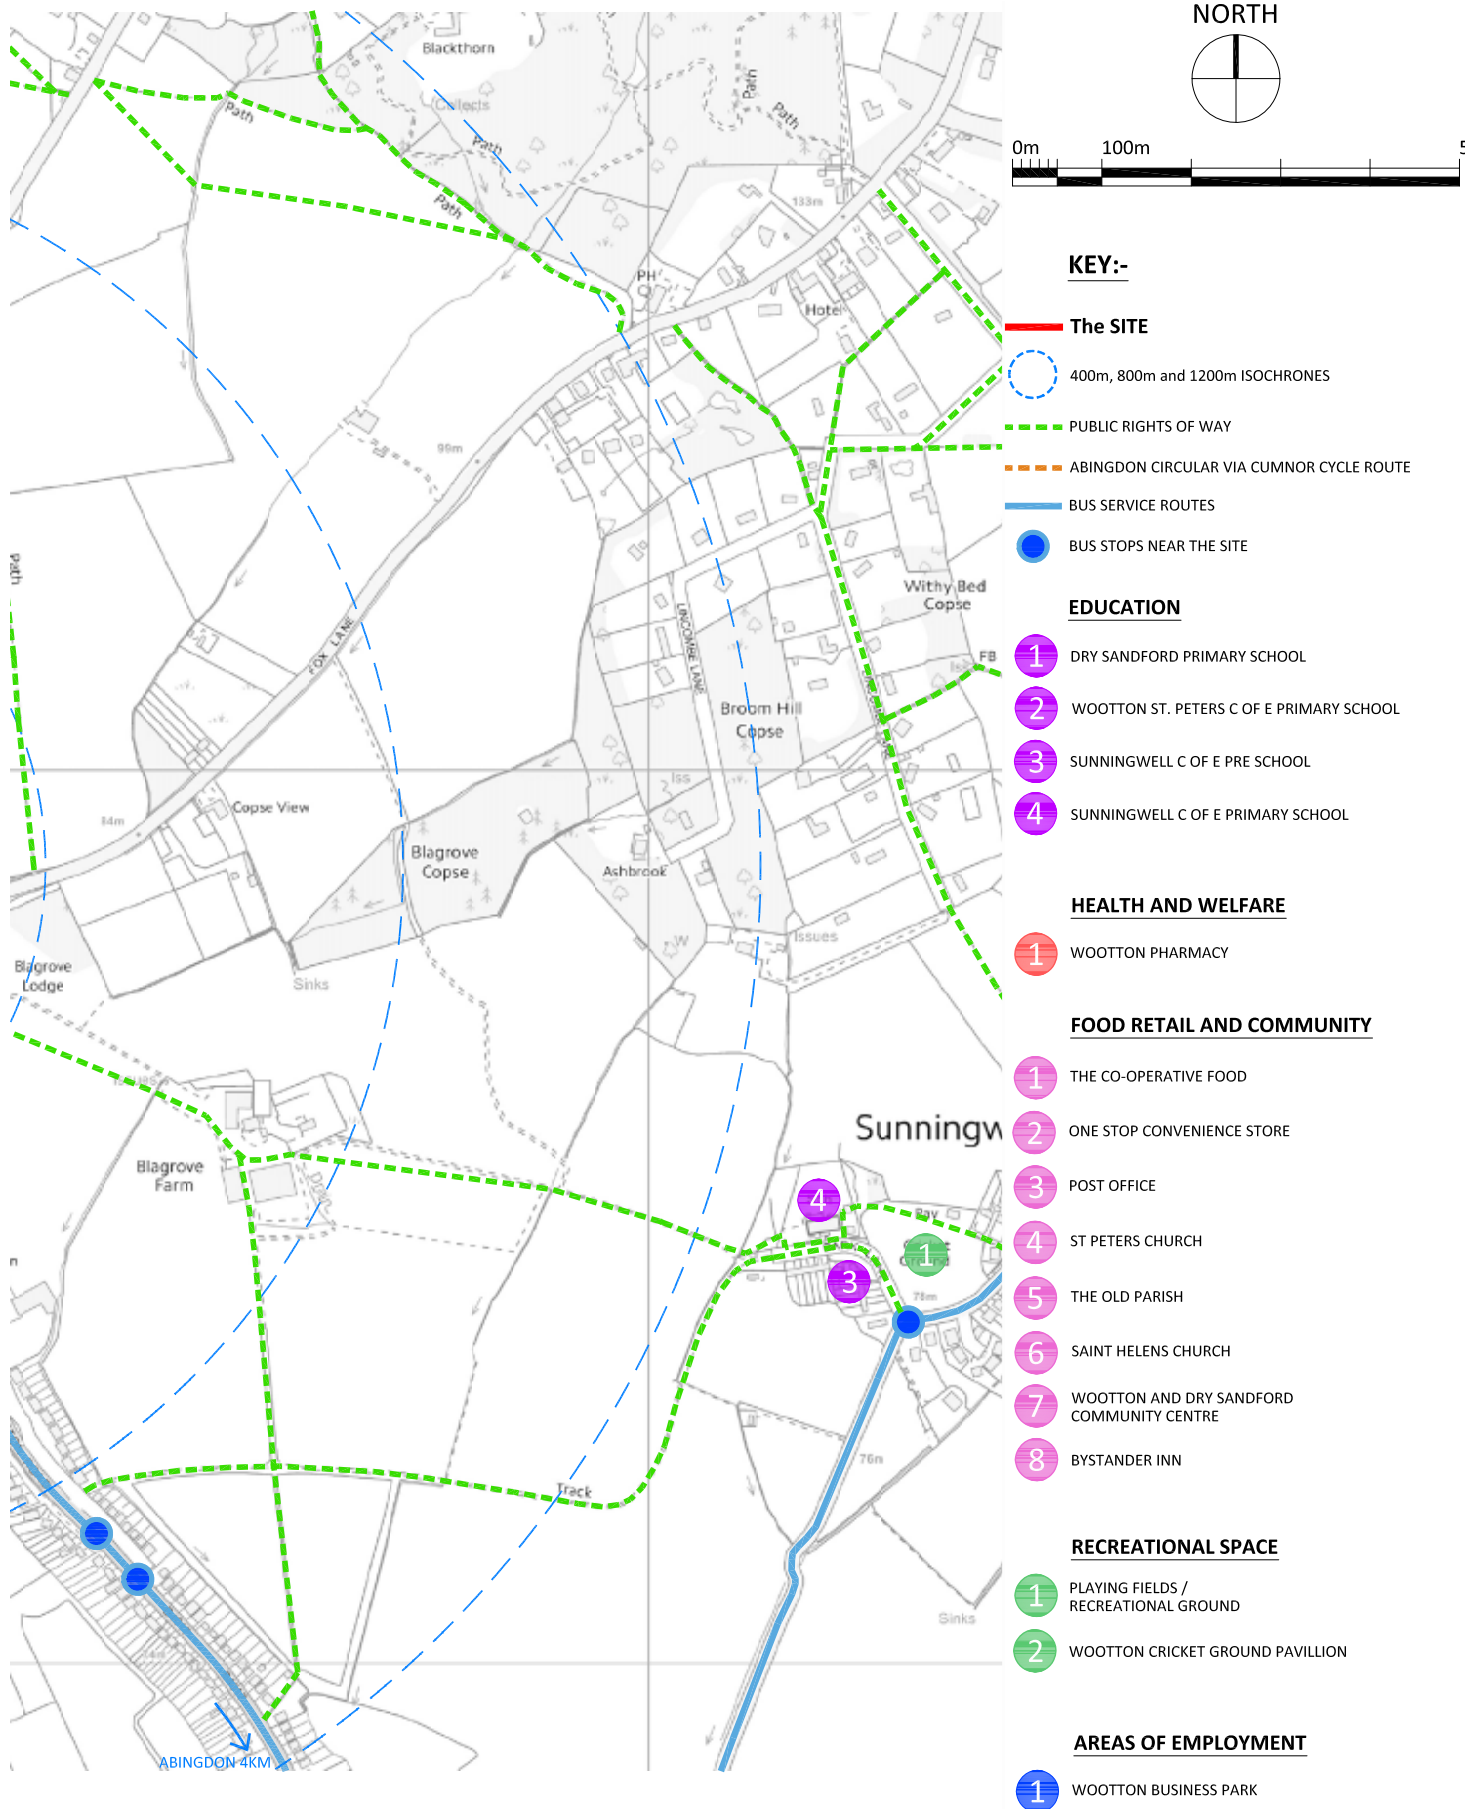 NORTH
0m
100m
5
KEY:-
The SITE
400m, 800m and 1200m ISOCHRONES
PUBLIC RIGHTS OF WAY
ABINGDON CIRCULAR VIA CUMNOR CYCLE ROUTE
BUS SERVICE ROUTES
BUS STOPS NEAR THE SITE
EDUCATION
1 DRY SANDFORD PRIMARY SCHOOL
2 WOOTTON ST. PETERS C OF E PRIMARY SCHOOL
3 SUNNINGWELL C OF E PRE SCHOOL
4 SUNNINGWELL C OF E PRIMARY SCHOOL
HEALTH AND WELFARE
1 WOOTTON PHARMACY
FOOD RETAIL AND COMMUNITY
1 THE CO-OPERATIVE FOOD
2 ONE STOP CONVENIENCE STORE
3 POST OFFICE
4 ST PETERS CHURCH
5 THE OLD PARISH
6 SAINT HELENS CHURCH
7 WOOTTON AND DRY SANDFORD
COMMUNITY CENTRE
8 BYSTANDER INN
RECREATIONAL SPACE
1 PLAYING FIELDS /
RECREATIONAL GROUND
2 WOOTTON CRICKET GROUND PAVILLION
AREAS OF EMPLOYMENT
1 WOOTTON BUSINESS PARK
Blackthorn
Collects
Path
Path
Path
Path
Path
133m
PH
Hotel
99m
Path
FOX LANE
LINCOMBE LANE
Withy Bed
Copse
FB
Broom Hill
Copse
Iss
Copse View
84m
Blagrove
Copse
Ashbrook
Issues
W
Blagrove
Lodge
Sinks
Sunningw
Blagrove
Farm
Drain
4
Pav
1
3
78m
n
76m
Track
Sinks
ABINGDON 4KM